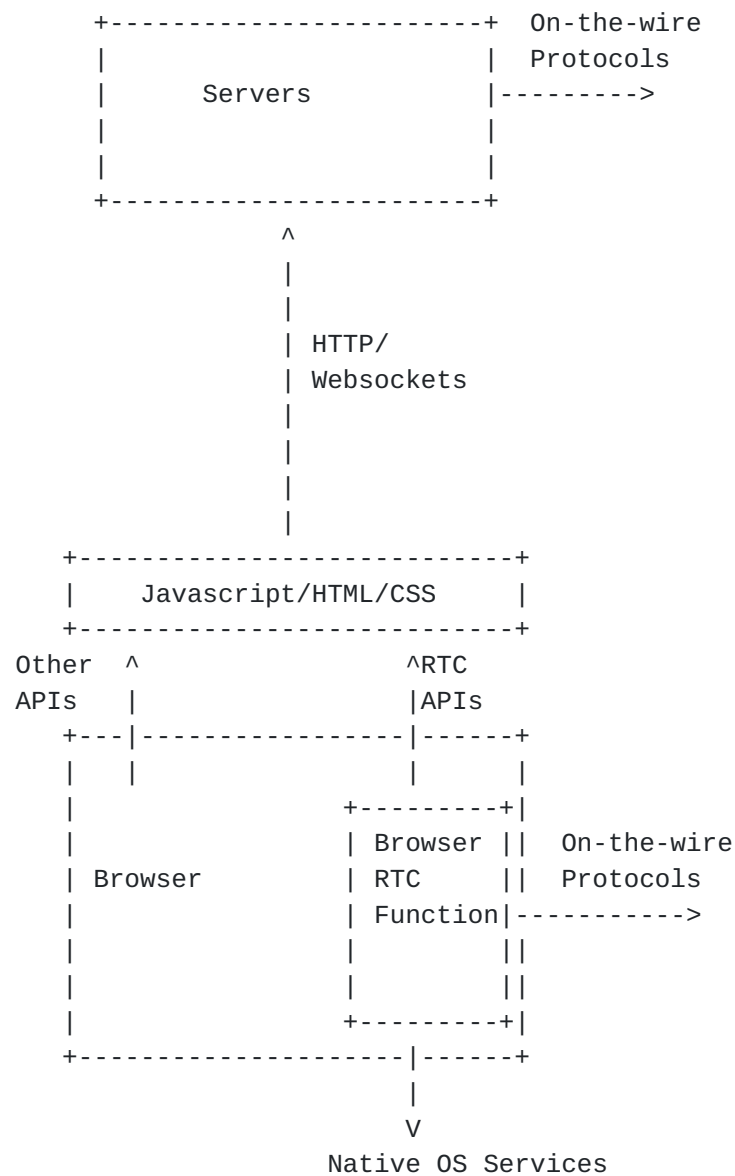 On-the-wire
Protocols
Servers
HTTP/
Websockets
Javascript/HTML/CSS
Other
APIs
RTC
APIs
Browser
Browser
RTC
Function
On-the-wire
Protocols
Native OS Services